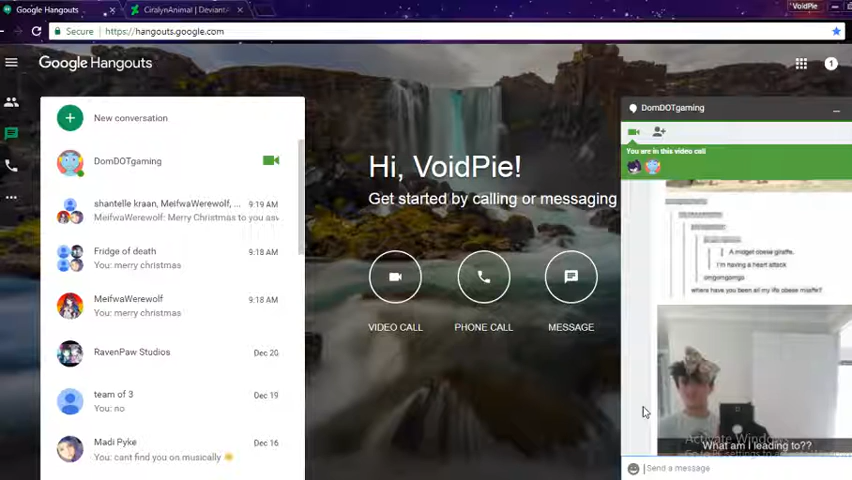 Google Hangouts
CiralynAnimal | DeviantA
VoidPie
Secure
https://hangouts.google.com
Google Hangouts
1
New conversation
DomDOTgaming
shantelle kraan, MeifwaWerewolf, ...
9:19 AM
MeifwaWerewolf: Merry Christmas to you as
Fridge of death
9:18 AM
You: merry christmas
MeifwaWerewolf
9:18 AM
You: merry christmas
RavenPaw Studios
Dec 20
team of 3
Dec 19
You: no
Madi Pyke
Dec 16
You: cant find you on musically
Hi, VoidPie!
Get started by calling or messaging
VIDEO CALL
PHONE CALL
MESSAGE
DomDOTgaming
You are in this video call
A midget obese giraffe.
I'm having a heart attack
omgomgomgs
where have you been all my life obese misffe?
What am I leading to??
Activate Windows
Send a message